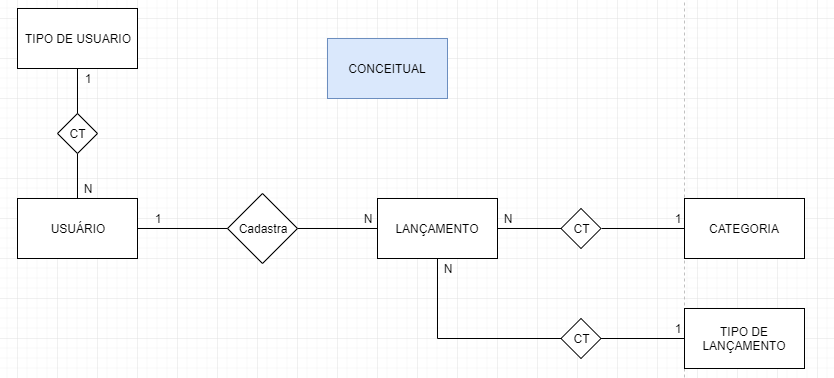 TIPO DE USUARIO
CONCEITUAL
1
CT
N
USUÁRIO
1
Cadastra
N
LANÇAMENTO
N
CT
1
CATEGORIA
N
CT
1
TIPO DE
LANÇAMENTO